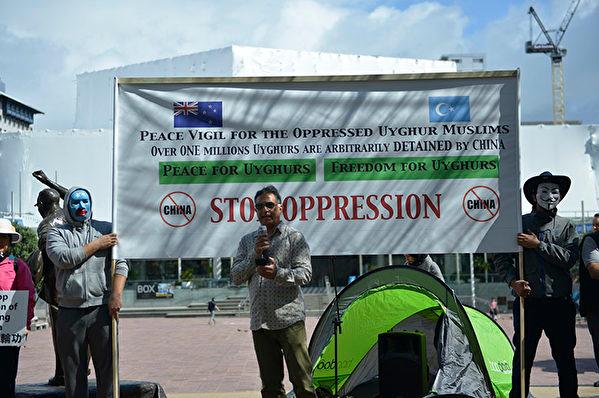 PEACE VIGIL FOR THE OPPRESSED UYGHUR MUSLIMS
OVER ONE MILLIONS UYGHURS ARE ARBITRARILY DETAINED BY CHINA
PEACE FOR UYGHURS FREEDOM FOR UYGHURS
CHINA STOP OPPRESSION CHINA
BOX